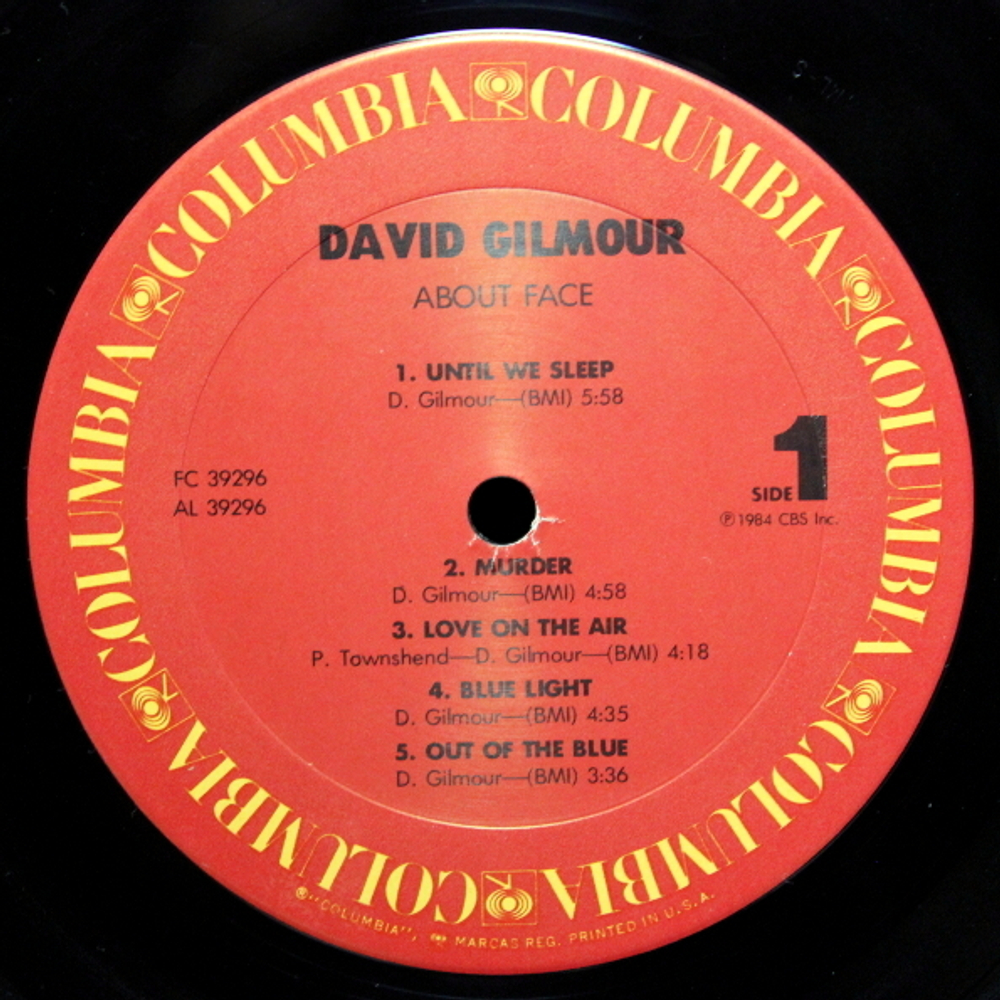 COLUMBIA COLUMBIA COLUMBIA COLUMBIA COLUMBIA COLUMBIA
DAVID GILMOUR
ABOUT FACE
1. UNTIL WE SLEEP
D. Gilmour—(BMI) 5:58
FC 39296
AL 39296
SIDE 1
℗ 1984 CBS Inc.
2. MURDER
D. Gilmour—(BMI) 4:58
3. LOVE ON THE AIR
P. Townshend—D. Gilmour—(BMI) 4:18
4. BLUE LIGHT
D. Gilmour—(BMI) 4:35
5. OUT OF THE BLUE
D. Gilmour—(BMI) 3:36
®"COLUMBIA", MARCAS REG. PRINTED IN U.S.A.